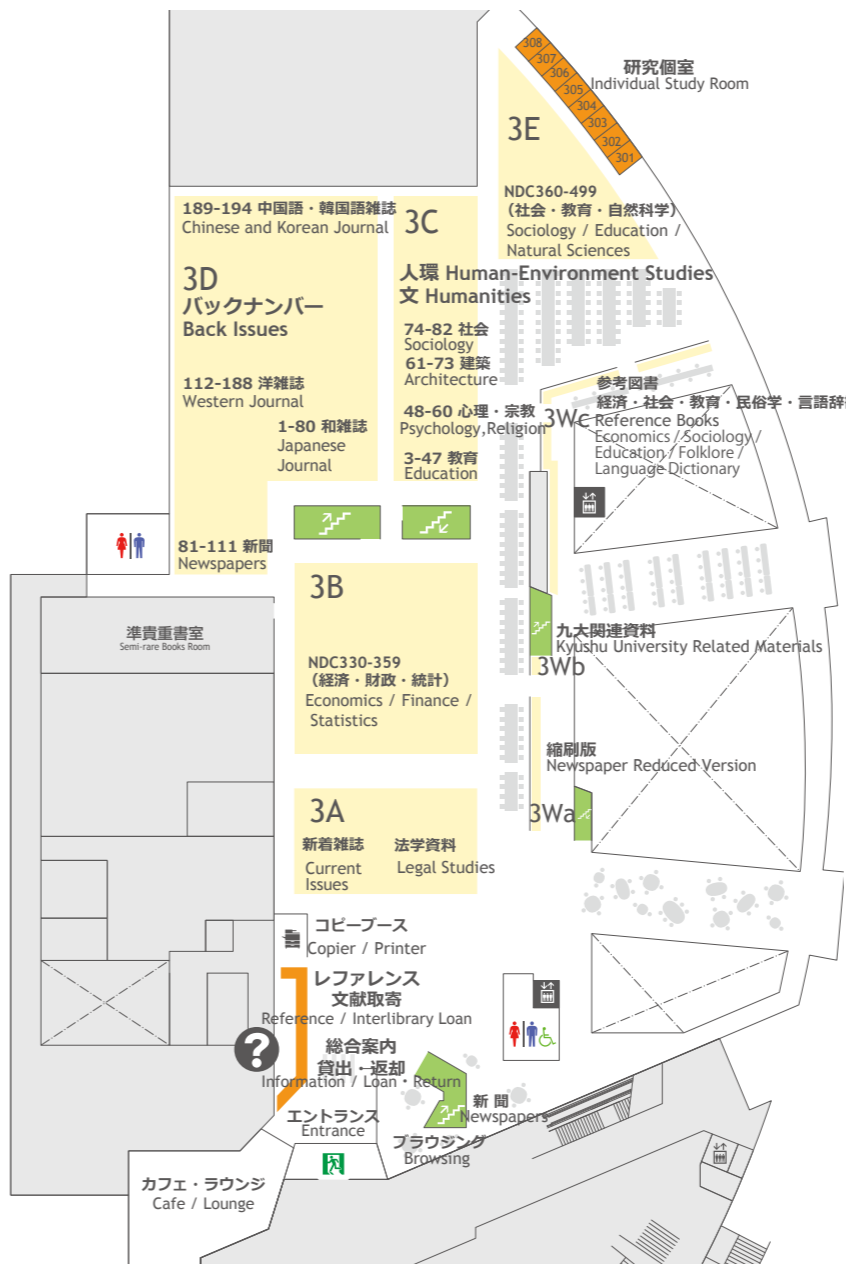 308
307
306
305
304
303
302
301
研究個室
Individual Study Room
3E
NDC360-499
（社会・教育・自然科学）
Sociology / Education /
Natural Sciences
189-194 中国語・韓国語雑誌
Chinese and Korean Journal
3D
バックナンバー
Back Issues
112-188 洋雑誌
Western Journal
1-80 和雑誌
Japanese
Journal
81-111 新聞
Newspapers
3C
人環 Human-Environment Studies
文 Humanities
74-82 社会
Sociology
61-73 建築
Architecture
48-60 心理・宗教
Psychology,Religion
3-47 教育
Education
3Wc
参考図書
経済・社会・教育・民俗学・言語辞
Reference Books
Economics / Sociology /
Education / Folklore /
Language Dictionary
準貴重書室
Semi-rare Books Room
3B
NDC330-359
（経済・財政・統計）
Economics / Finance /
Statistics
九大関連資料
Kyushu University Related Materials
3Wb
縮刷版
Newspaper Reduced Version
3Wa
3A
新着雑誌
Current
Issues
法学資料
Legal Studies
コピーブース
Copier / Printer
レファレンス
文献取寄
Reference / Interlibrary Loan
?
総合案内
貸出・返却
Information / Loan・Return
エントランス
Entrance
新 聞
Newspapers
ブラウジング
Browsing
カフェ・ラウンジ
Cafe / Lounge